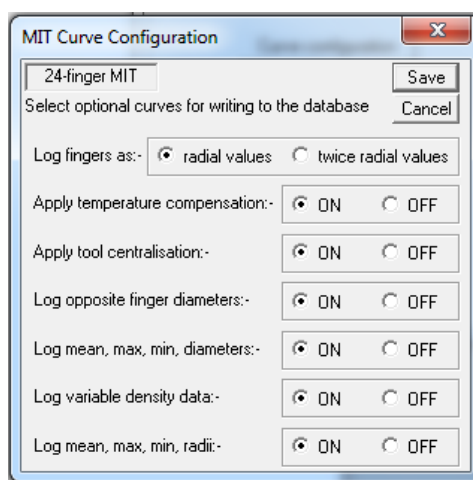 MIT Curve Configuration
24-finger MIT
Save
Select optional curves for writing to the database
Cancel
Log fingers as:- radial values twice radial values
Apply temperature compensation:- ON OFF
Apply tool centralisation:- ON OFF
Log opposite finger diameters:- ON OFF
Log mean, max, min, diameters:- ON OFF
Log variable density data:- ON OFF
Log mean, max, min, radii:- ON OFF